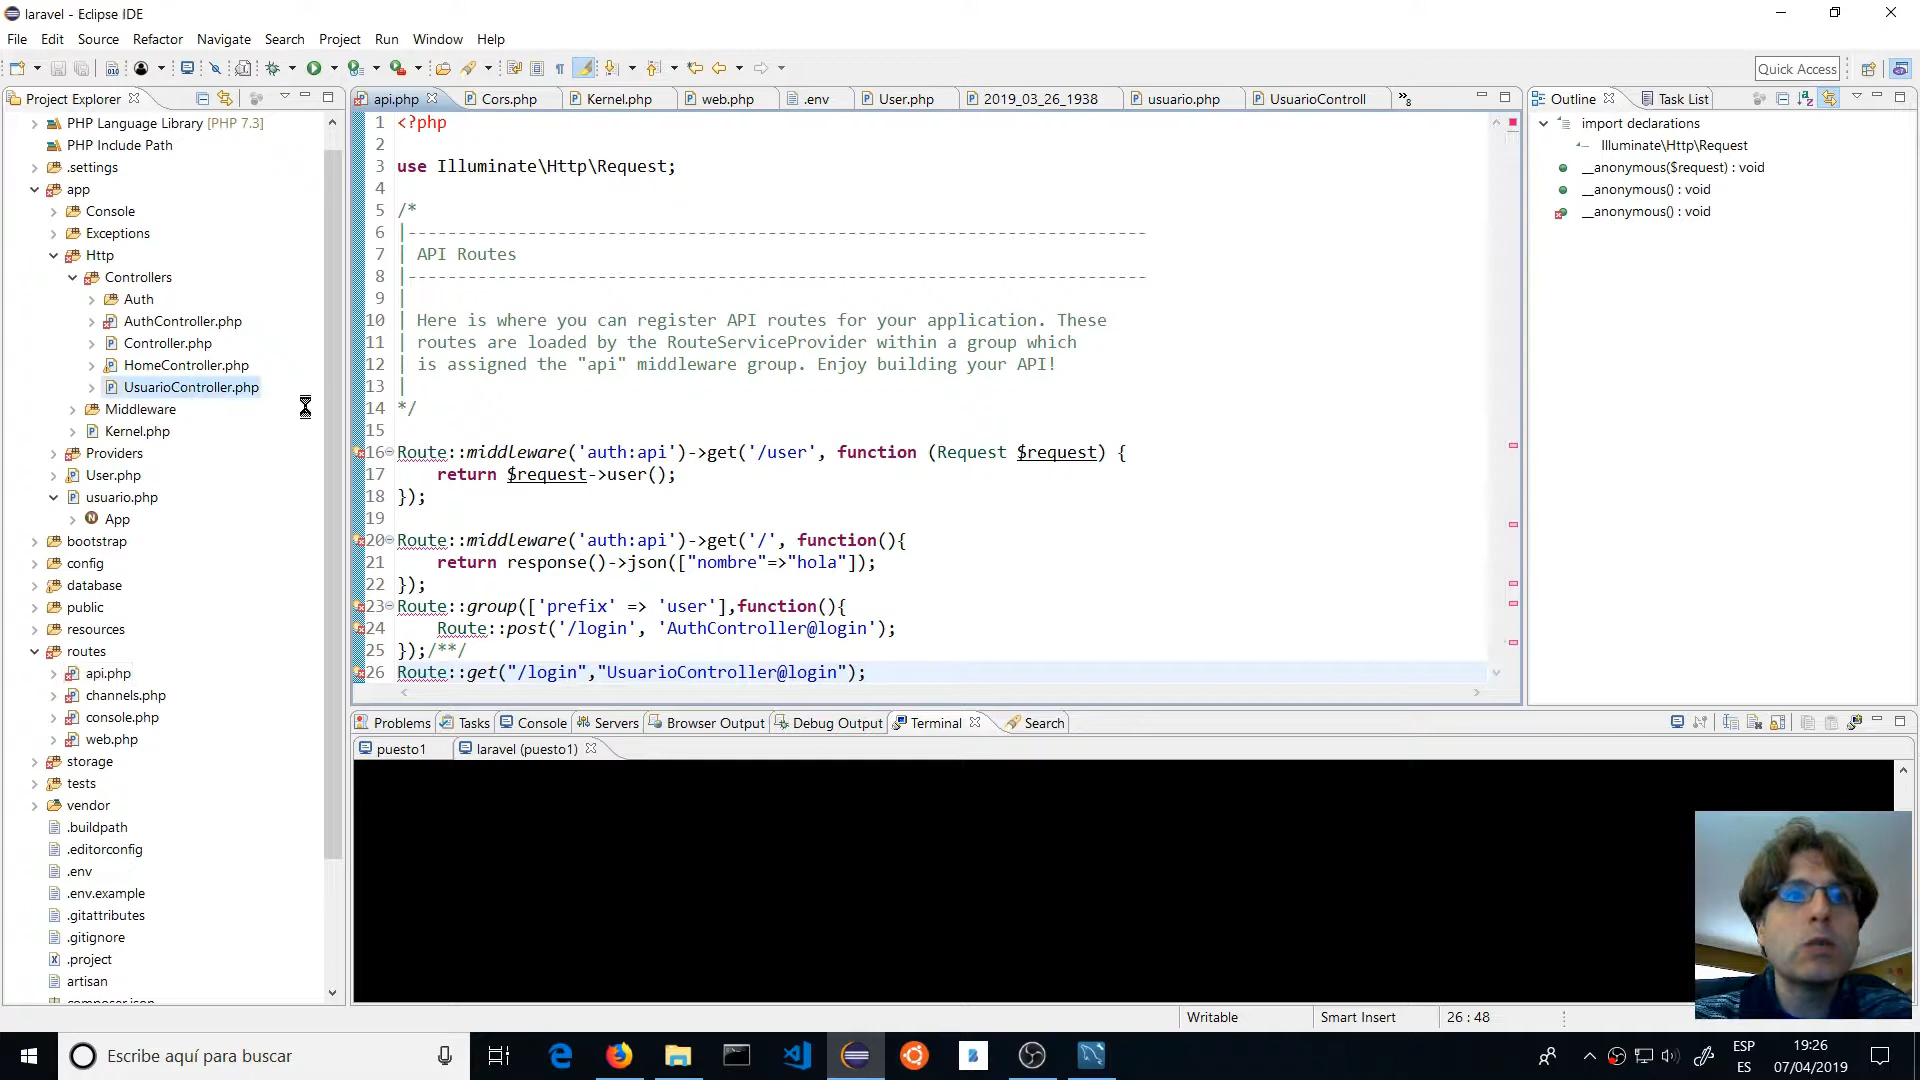 laravel - Eclipse IDE
File Edit Source Refactor Navigate Search Project Run Window Help
Quick Access
Project Explorer
PHP Language Library [PHP 7.3]
PHP Include Path
.settings
app
Console
Exceptions
Http
Controllers
Auth
AuthController.php
Controller.php
HomeController.php
UsuarioController.php
Middleware
Kernel.php
Providers
User.php
usuario.php
App
bootstrap
config
database
public
resources
routes
api.php
channels.php
console.php
web.php
storage
tests
vendor
.buildpath
.editorconfig
.env
.env.example
.gitattributes
.gitignore
.project
artisan
composer.json
api.php Cors.php Kernel.php web.php .env User.php 2019_03_26_1938 usuario.php UsuarioControll »8
1 <?php
2
3 use Illuminate\Http\Request;
4
5 /*
6 |--------------------------------------------------------------------------
7 | API Routes
8 |--------------------------------------------------------------------------
9 |
10 | Here is where you can register API routes for your application. These
11 | routes are loaded by the RouteServiceProvider within a group which
12 | is assigned the "api" middleware group. Enjoy building your API!
13 |
14 */
15
16 Route::middleware('auth:api')->get('/user', function (Request $request) {
17     return $request->user();
18 });
19
20 Route::middleware('auth:api')->get('/', function(){
21     return response()->json(["nombre"=>"hola"]);
22 });
23 Route::group(['prefix' => 'user'],function(){
24     Route::post('/login', 'AuthController@login');
25 });/**/
26 Route::get("/login","UsuarioController@login");
Outline Task List
import declarations
Illuminate\Http\Request
__anonymous($request) : void
__anonymous() : void
__anonymous() : void
Problems Tasks Console Servers Browser Output Debug Output Terminal Search
puesto1 laravel (puesto1)
Writable Smart Insert 26 : 48
Escribe aquí para buscar
ESP
ES
19:26
07/04/2019